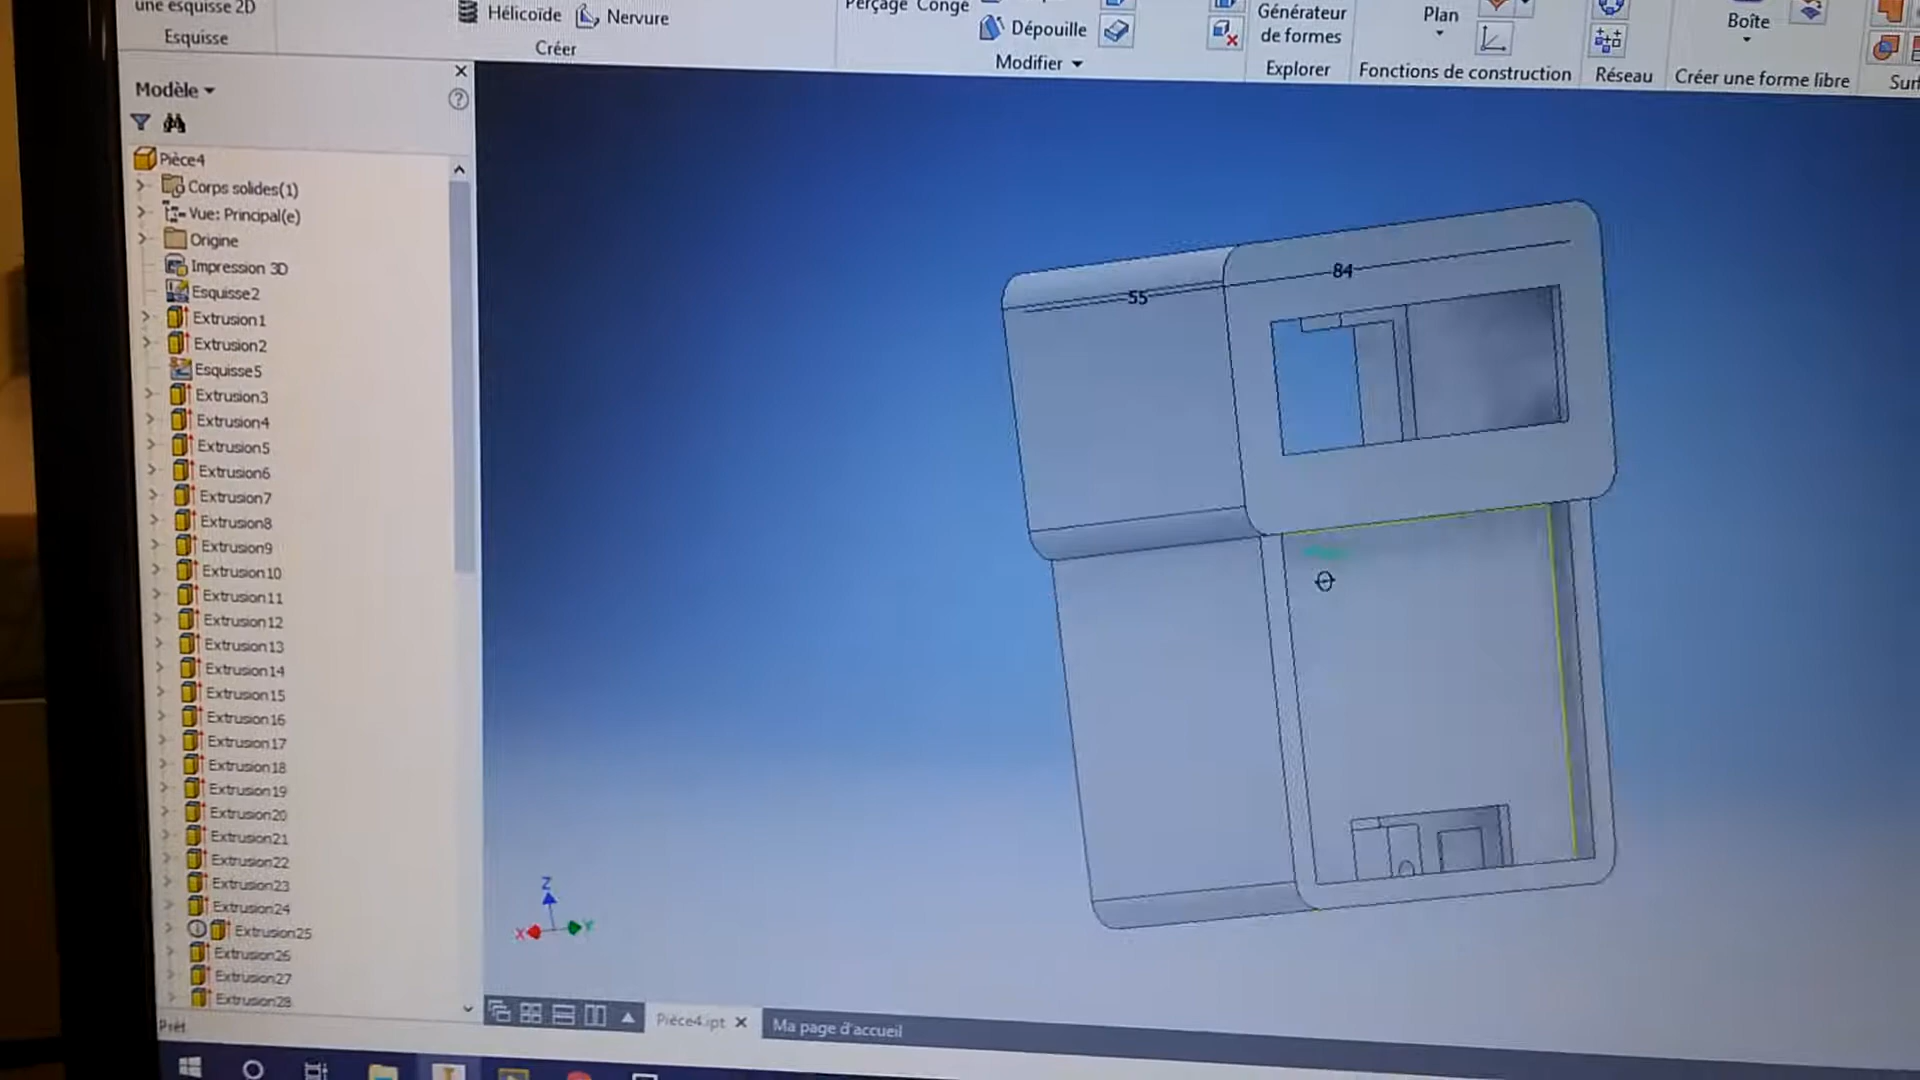 une esquisse 2D
Esquisse
Hélicoïde
Nervure
Créer
Perçage
Congé
Dépouille
Modifier
Générateur
de formes
Explorer
Plan
Fonctions de construction
Réseau
Boîte
Créer une forme libre
Surf
Modèle
Pièce4
Corps solides(1)
Vue: Principal(e)
Origine
Impression 3D
Esquisse2
Extrusion1
Extrusion2
Esquisse5
Extrusion3
Extrusion4
Extrusion5
Extrusion6
Extrusion7
Extrusion8
Extrusion9
Extrusion10
Extrusion11
Extrusion12
Extrusion13
Extrusion14
Extrusion15
Extrusion16
Extrusion17
Extrusion18
Extrusion19
Extrusion20
Extrusion21
Extrusion22
Extrusion23
Extrusion24
Extrusion25
Extrusion26
Extrusion27
Extrusion28
55
84
Z
X
Y
Pièce4.ipt
Ma page d'accueil
Prêt